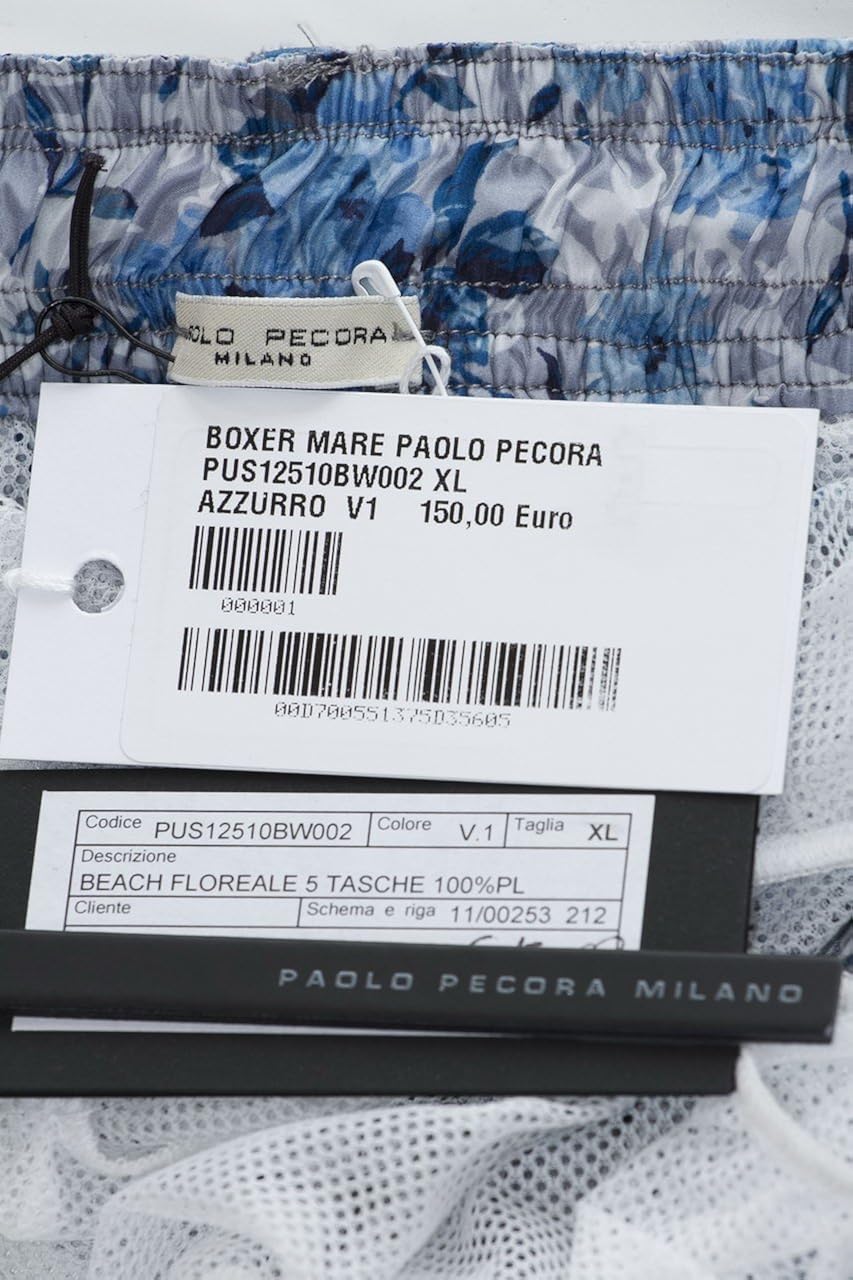 OLO PECORA
MILANO
BOXER MARE PAOLO PECORA
PUS12510BW002 XL
AZZURRO V1 150,00 Euro
000001
00D700551375D35605
Codice PUS12510BW002 Colore V.1 Taglia XL
Descrizione
BEACH FLOREALE 5 TASCHE 100%PL
Cliente Schema e riga 11/00253 212
PAOLO PECORA MILANO